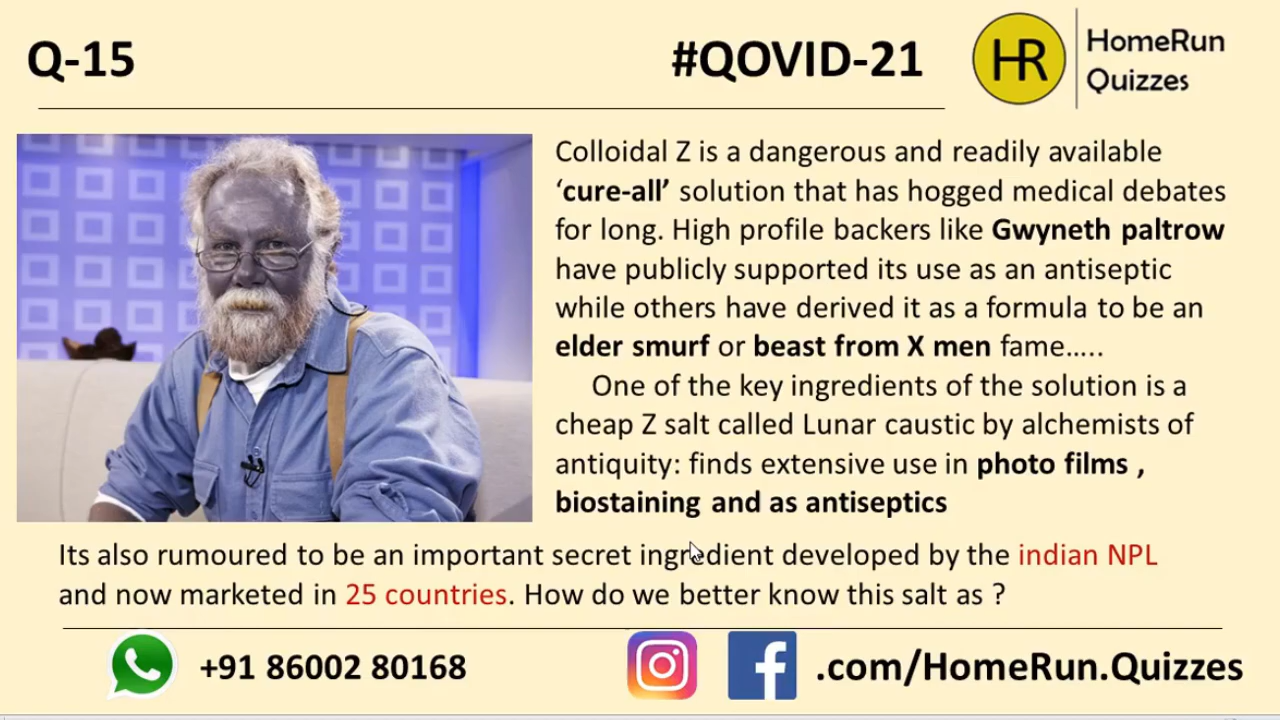 Q-15
#QOVID-21
HR
HomeRun
Quizzes
Colloidal Z is a dangerous and readily available
‘cure-all’ solution that has hogged medical debates
for long. High profile backers like Gwyneth paltrow
have publicly supported its use as an antiseptic
while others have derived it as a formula to be an
elder smurf or beast from X men fame.....
One of the key ingredients of the solution is a
cheap Z salt called Lunar caustic by alchemists of
antiquity: finds extensive use in photo films ,
biostaining and as antiseptics
Its also rumoured to be an important secret ingredient developed by the indian NPL
and now marketed in 25 countries. How do we better know this salt as ?
+91 86002 80168
.com/HomeRun.Quizzes